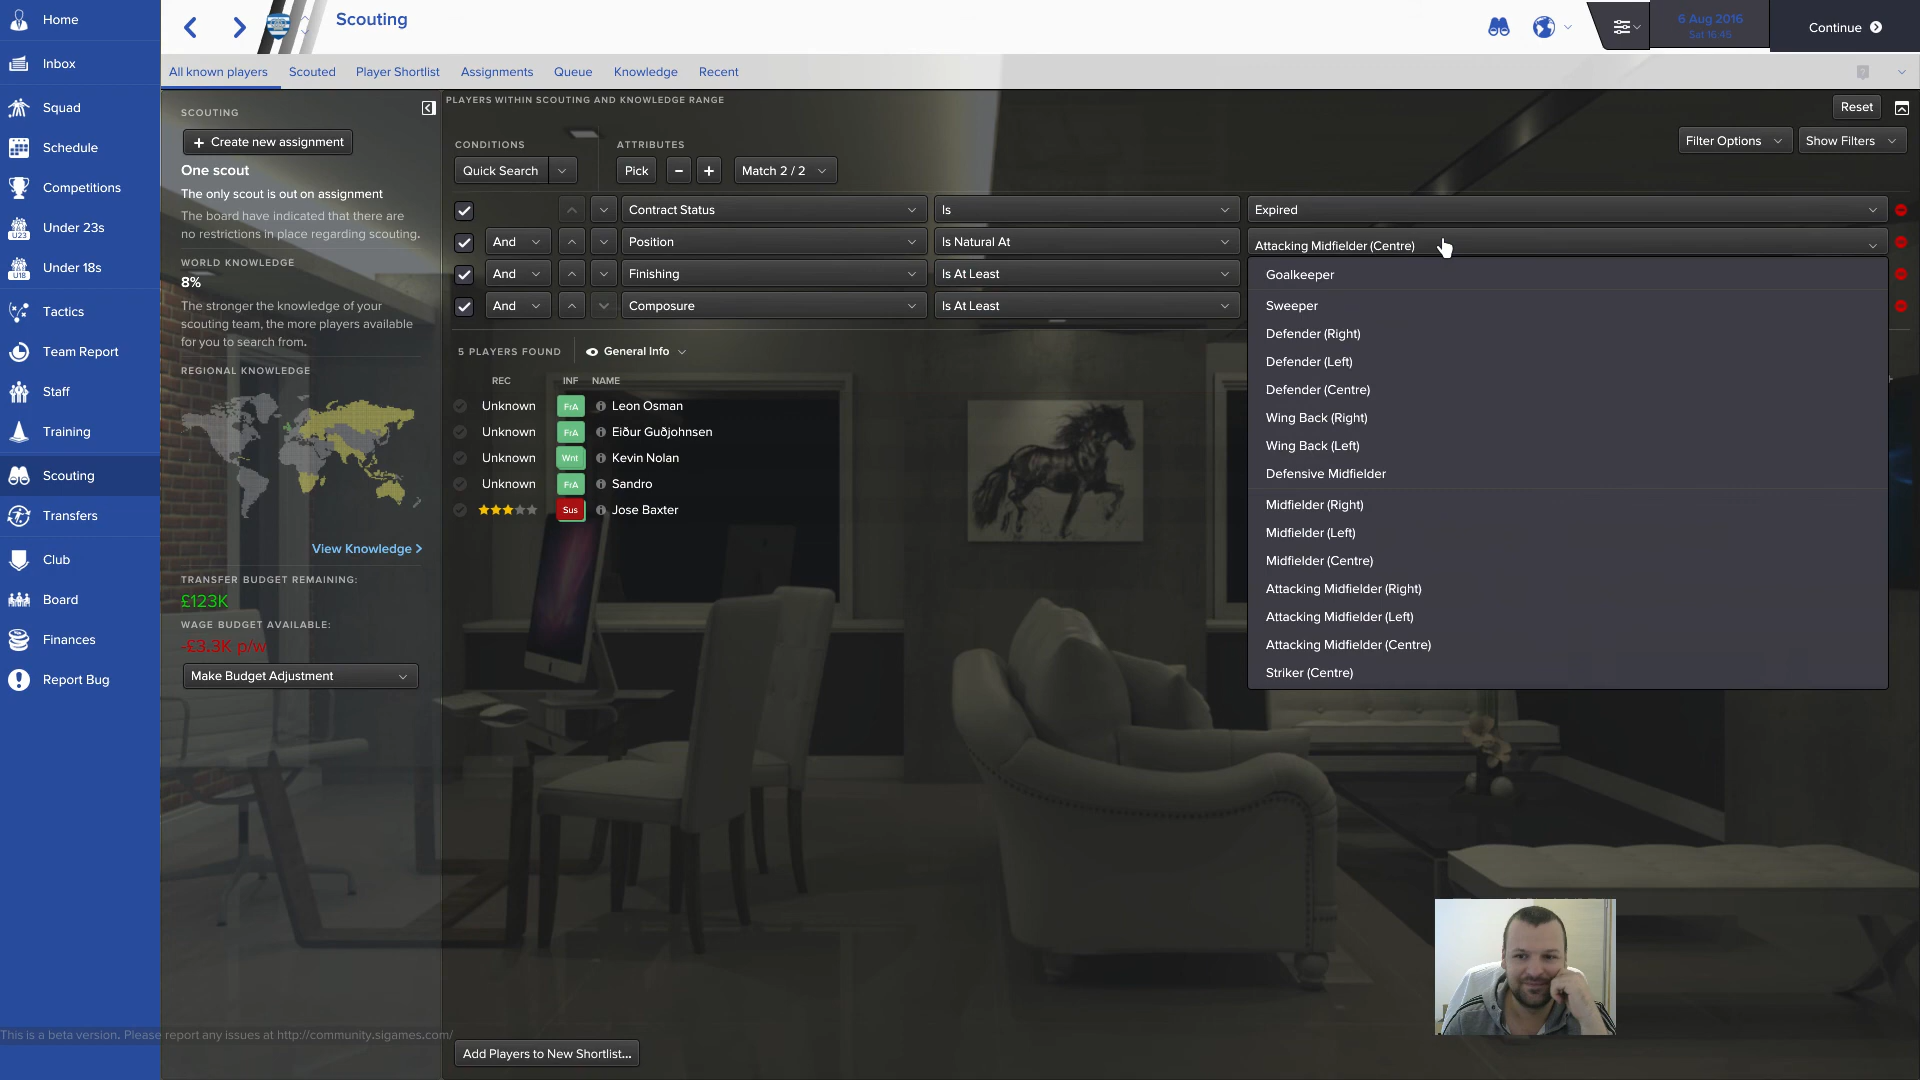 Home
Inbox
Squad
Schedule
Competitions
Under 23s
Under 18s
Tactics
Team Report
Staff
Training
Scouting
Transfers
Club
Board
Finances
Report Bug
Scouting
6 Aug 2016
Sat 16:45
Continue
All known players Scouted Player Shortlist Assignments Queue Knowledge Recent
SCOUTING
+ Create new assignment
One scout
The only scout is out on assignment
The board have indicated that there are
no restrictions in place regarding scouting.
WORLD KNOWLEDGE
8%
The stronger the knowledge of your
scouting team, the more players available
for you to search from.
REGIONAL KNOWLEDGE
View Knowledge >
TRANSFER BUDGET REMAINING:
£123K
WAGE BUDGET AVAILABLE:
-£3.3K p/w
Make Budget Adjustment
PLAYERS WITHIN SCOUTING AND KNOWLEDGE RANGE
Reset
Filter Options Show Filters
CONDITIONS ATTRIBUTES
Quick Search Pick - + Match 2 / 2
Contract Status Is Expired
And Position Is Natural At Attacking Midfielder (Centre)
And Finishing Is At Least
And Composure Is At Least
Goalkeeper
Sweeper
Defender (Right)
Defender (Left)
Defender (Centre)
Wing Back (Right)
Wing Back (Left)
Defensive Midfielder
Midfielder (Right)
Midfielder (Left)
Midfielder (Centre)
Attacking Midfielder (Right)
Attacking Midfielder (Left)
Attacking Midfielder (Centre)
Striker (Centre)
5 PLAYERS FOUND General Info
REC INF NAME
Unknown FrA Leon Osman
Unknown FrA Eiður Guðjohnsen
Unknown Wnt Kevin Nolan
Unknown FrA Sandro
Sus Jose Baxter
This is a beta version. Please report any issues at http://community.sigames.com/
Add Players to New Shortlist...